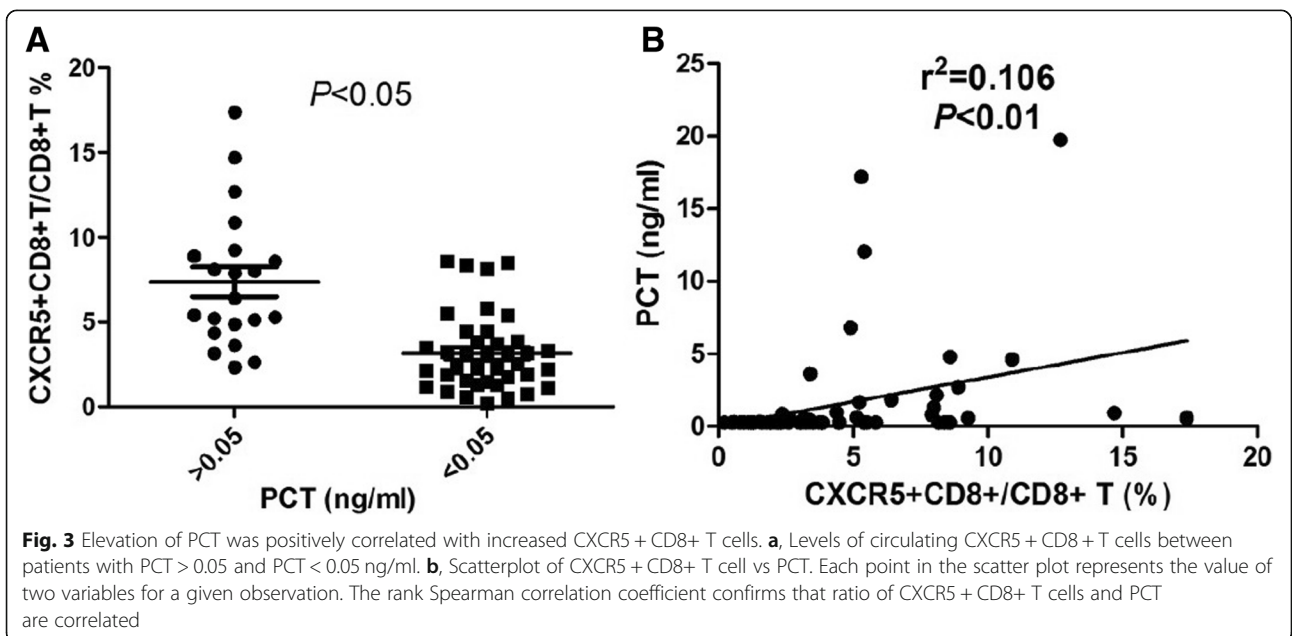 A
CXCR5+CD8+T/CD8+T %
20
15
10
5
0
P<0.05
>0.05
<0.05
PCT (ng/ml)
B
PCT (ng/ml)
25
20
15
10
5
0
r²=0.106
P<0.01
0
5
10
15
20
CXCR5+CD8+/CD8+ T (%)
Fig. 3 Elevation of PCT was positively correlated with increased CXCR5 + CD8+ T cells. a, Levels of circulating CXCR5 + CD8 + T cells between
patients with PCT > 0.05 and PCT < 0.05 ng/ml. b, Scatterplot of CXCR5 + CD8+ T cell vs PCT. Each point in the scatter plot represents the value of
two variables for a given observation. The rank Spearman correlation coefficient confirms that ratio of CXCR5 + CD8+ T cells and PCT
are correlated